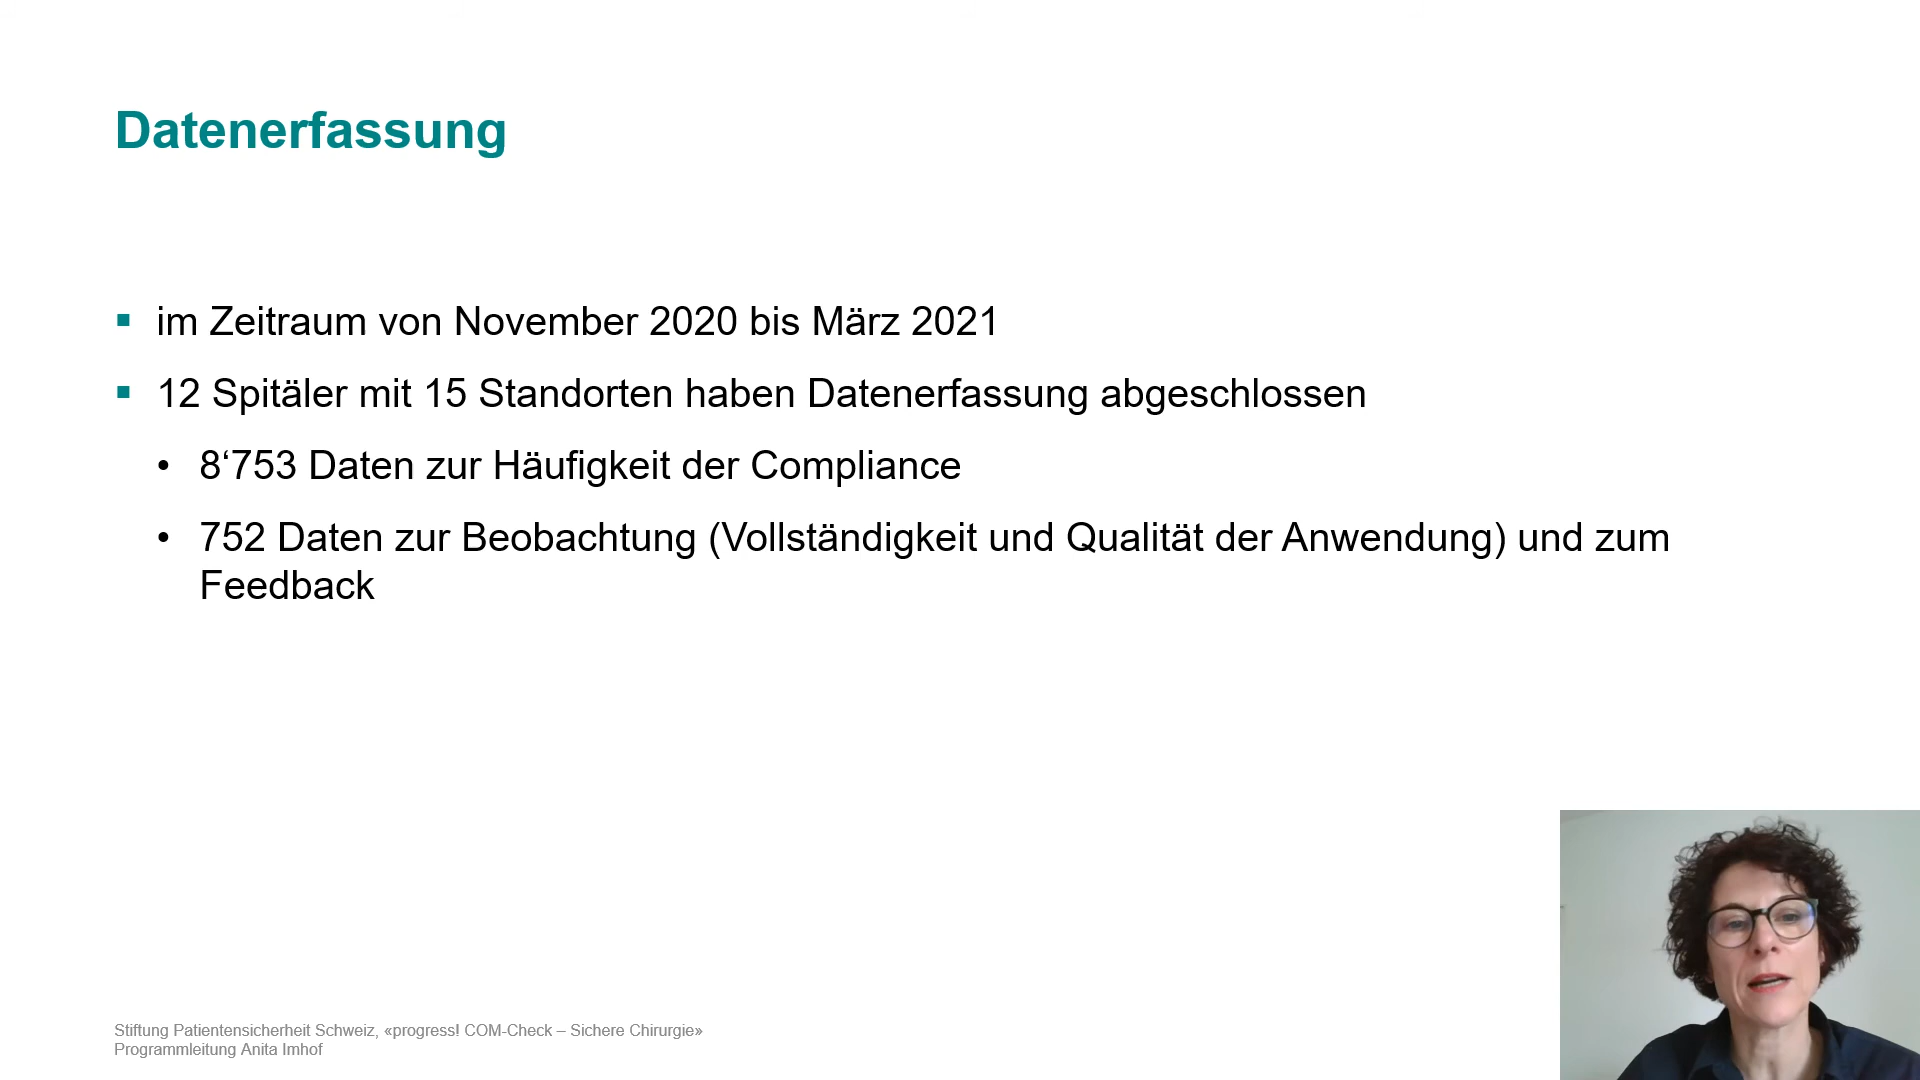 Datenerfassung
▪ im Zeitraum von November 2020 bis März 2021
▪ 12 Spitäler mit 15 Standorten haben Datenerfassung abgeschlossen
• 8‘753 Daten zur Häufigkeit der Compliance
• 752 Daten zur Beobachtung (Vollständigkeit und Qualität der Anwendung) und zum
Feedback
Stiftung Patientensicherheit Schweiz, «progress! COM-Check – Sichere Chirurgie»
Programmleitung Anita Imhof